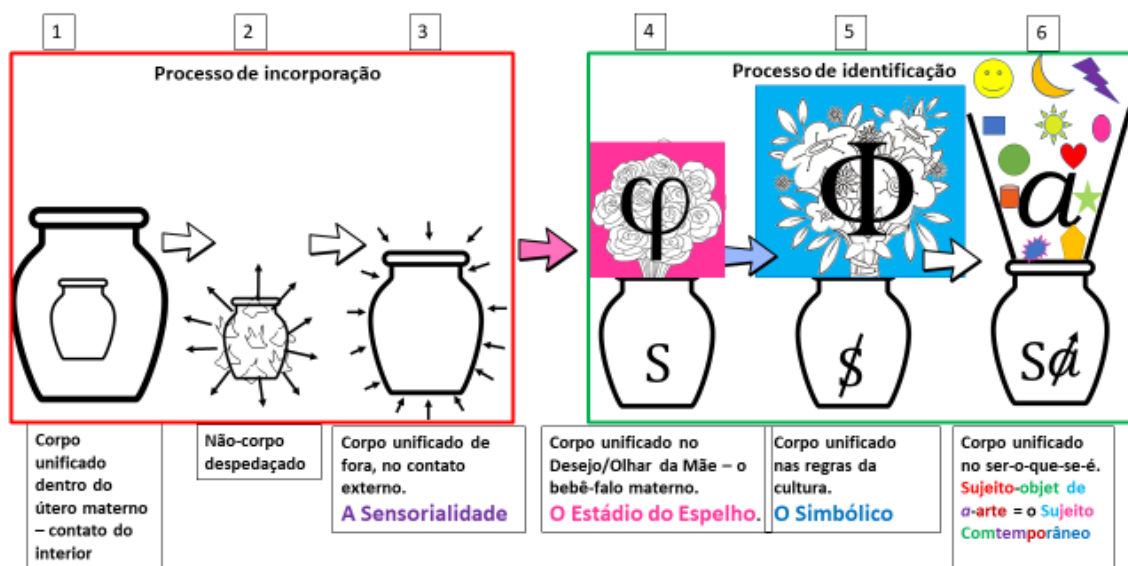 1
2
3
4
5
6
Processo de incorporação
Processo de identificação
φ
Φ
a
S
$
Sa
Corpo
unificado
dentro do
útero materno
– contato do
interior
Não-corpo
despedaçado
Corpo unificado de
fora, no contato
externo.
A Sensorialidade
Corpo unificado no
Desejo/Olhar da Mãe – o
bebê-falo materno.
O Estádio do Espelho.
Corpo unificado
nas regras da
cultura.
O Simbólico
Corpo unificado
no ser-o-que-se-é.
Sujeito-objet de
a-arte = o Sujeito
Comtemporâneo